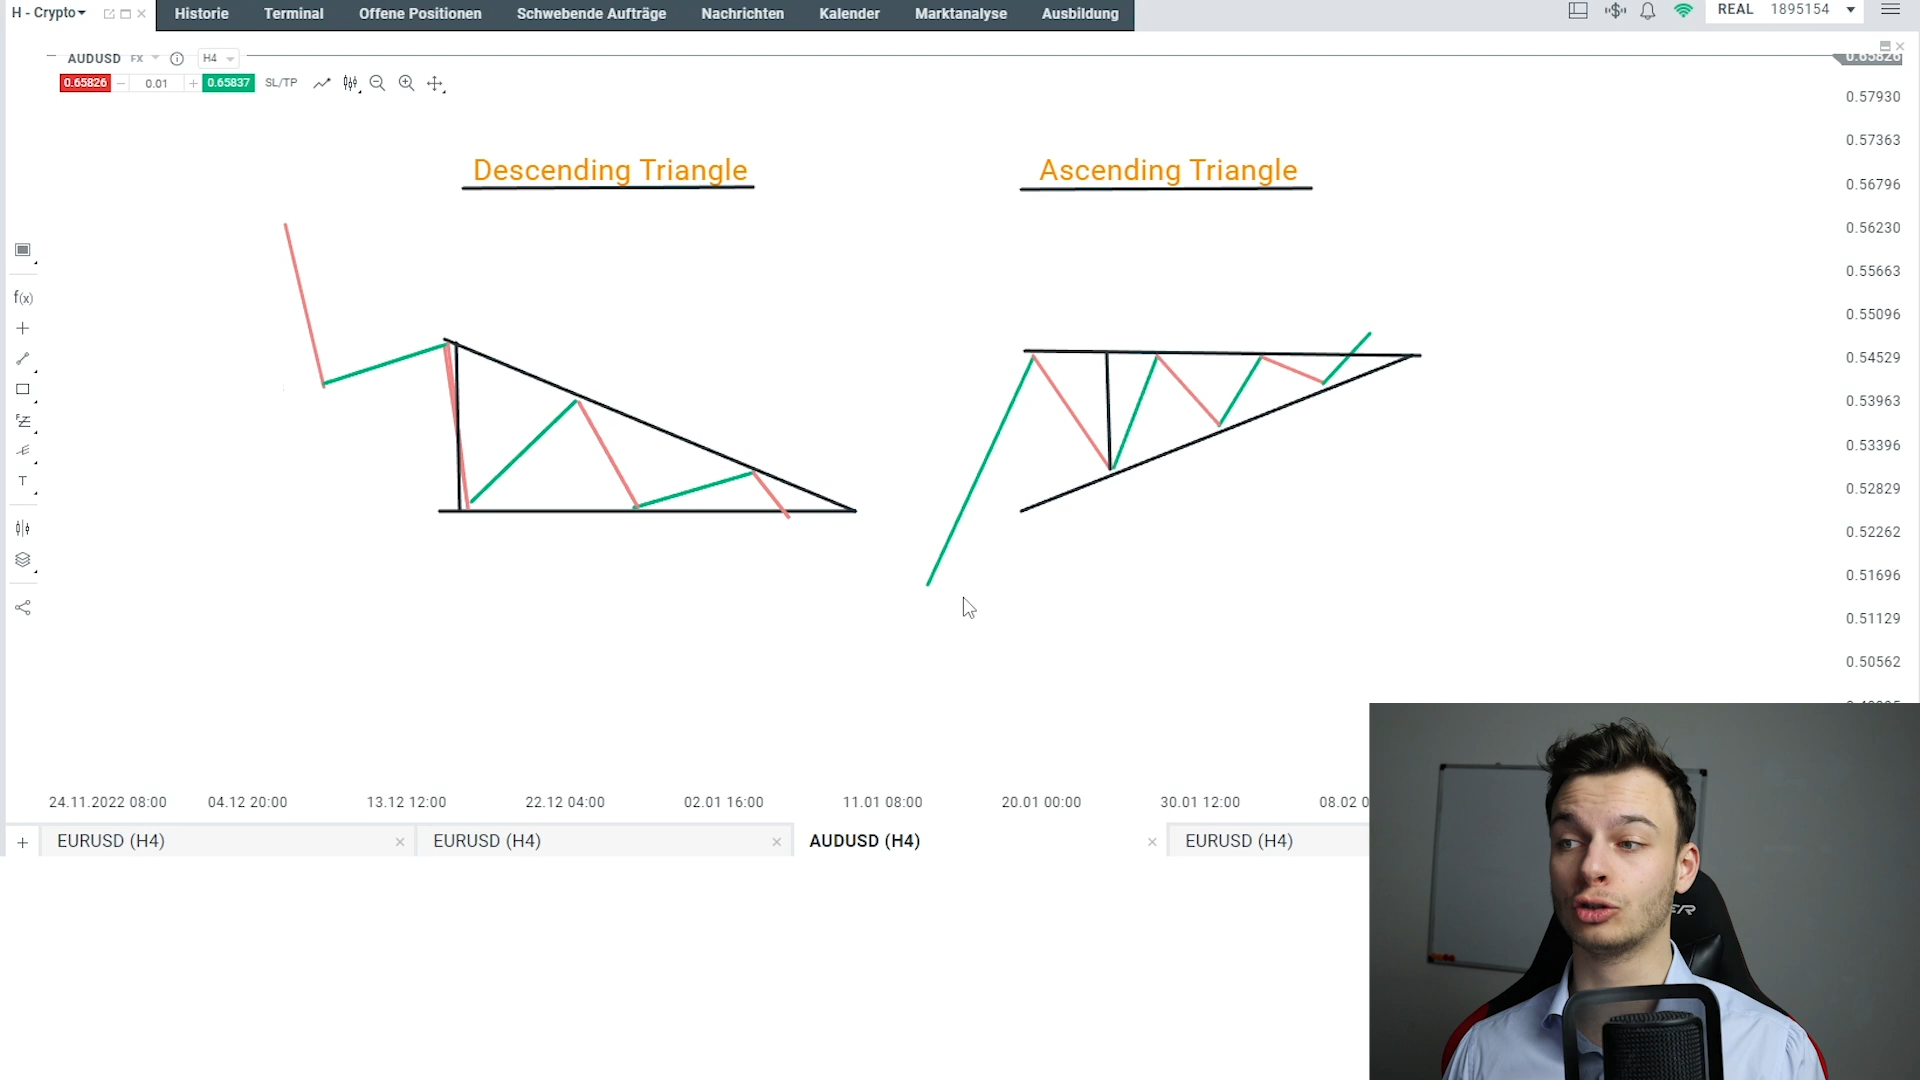 H - Crypto
Historie
Terminal
Offene Positionen
Schwebende Aufträge
Nachrichten
Kalender
Marktanalyse
Ausbildung
REAL 1895154
AUDUSD FX H4
0.65826 0.01 0.65837 SL/TP
0.65826
0.57930
0.57363
Descending Triangle
Ascending Triangle
0.56796
0.56230
0.55663
f(x)
0.55096
0.54529
0.53963
0.53396
T
0.52829
0.52262
0.51696
0.51129
0.50562
24.11.2022 08:00 04.12 20:00 13.12 12:00 22.12 04:00 02.01 16:00 11.01 08:00 20.01 00:00 30.01 12:00 08.02 0
EURUSD (H4)
EURUSD (H4)
AUDUSD (H4)
EURUSD (H4)